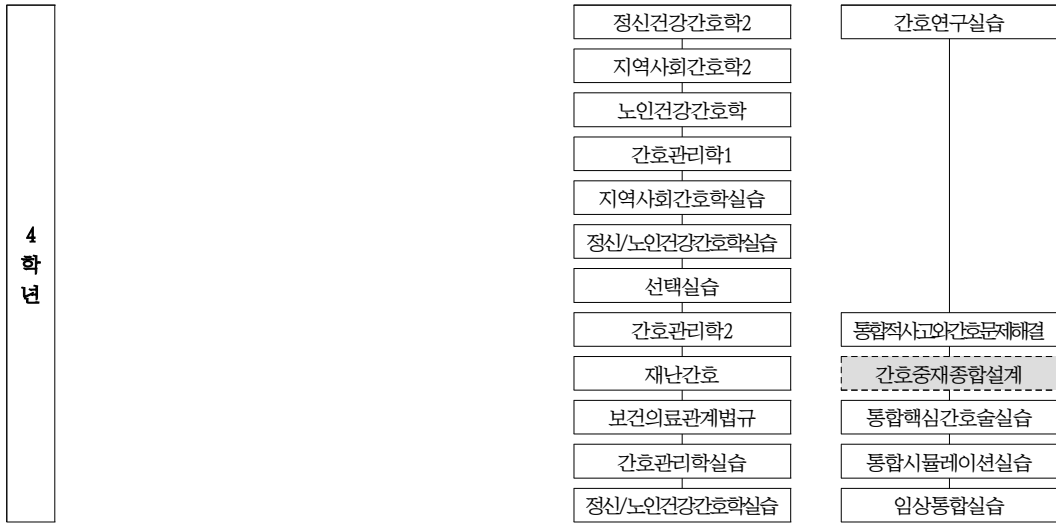 4
학
년
정신건강간호학2
지역사회간호학2
노인건강간호학
간호관리학1
지역사회간호학실습
정신/노인건강간호학실습
선택실습
간호관리학2
재난간호
보건의료관계법규
간호관리학실습
정신/노인건강간호학실습
간호연구실습
통합적사고와간호문제해결
간호중재종합설계
통합핵심간호술실습
통합시뮬레이션실습
임상통합실습